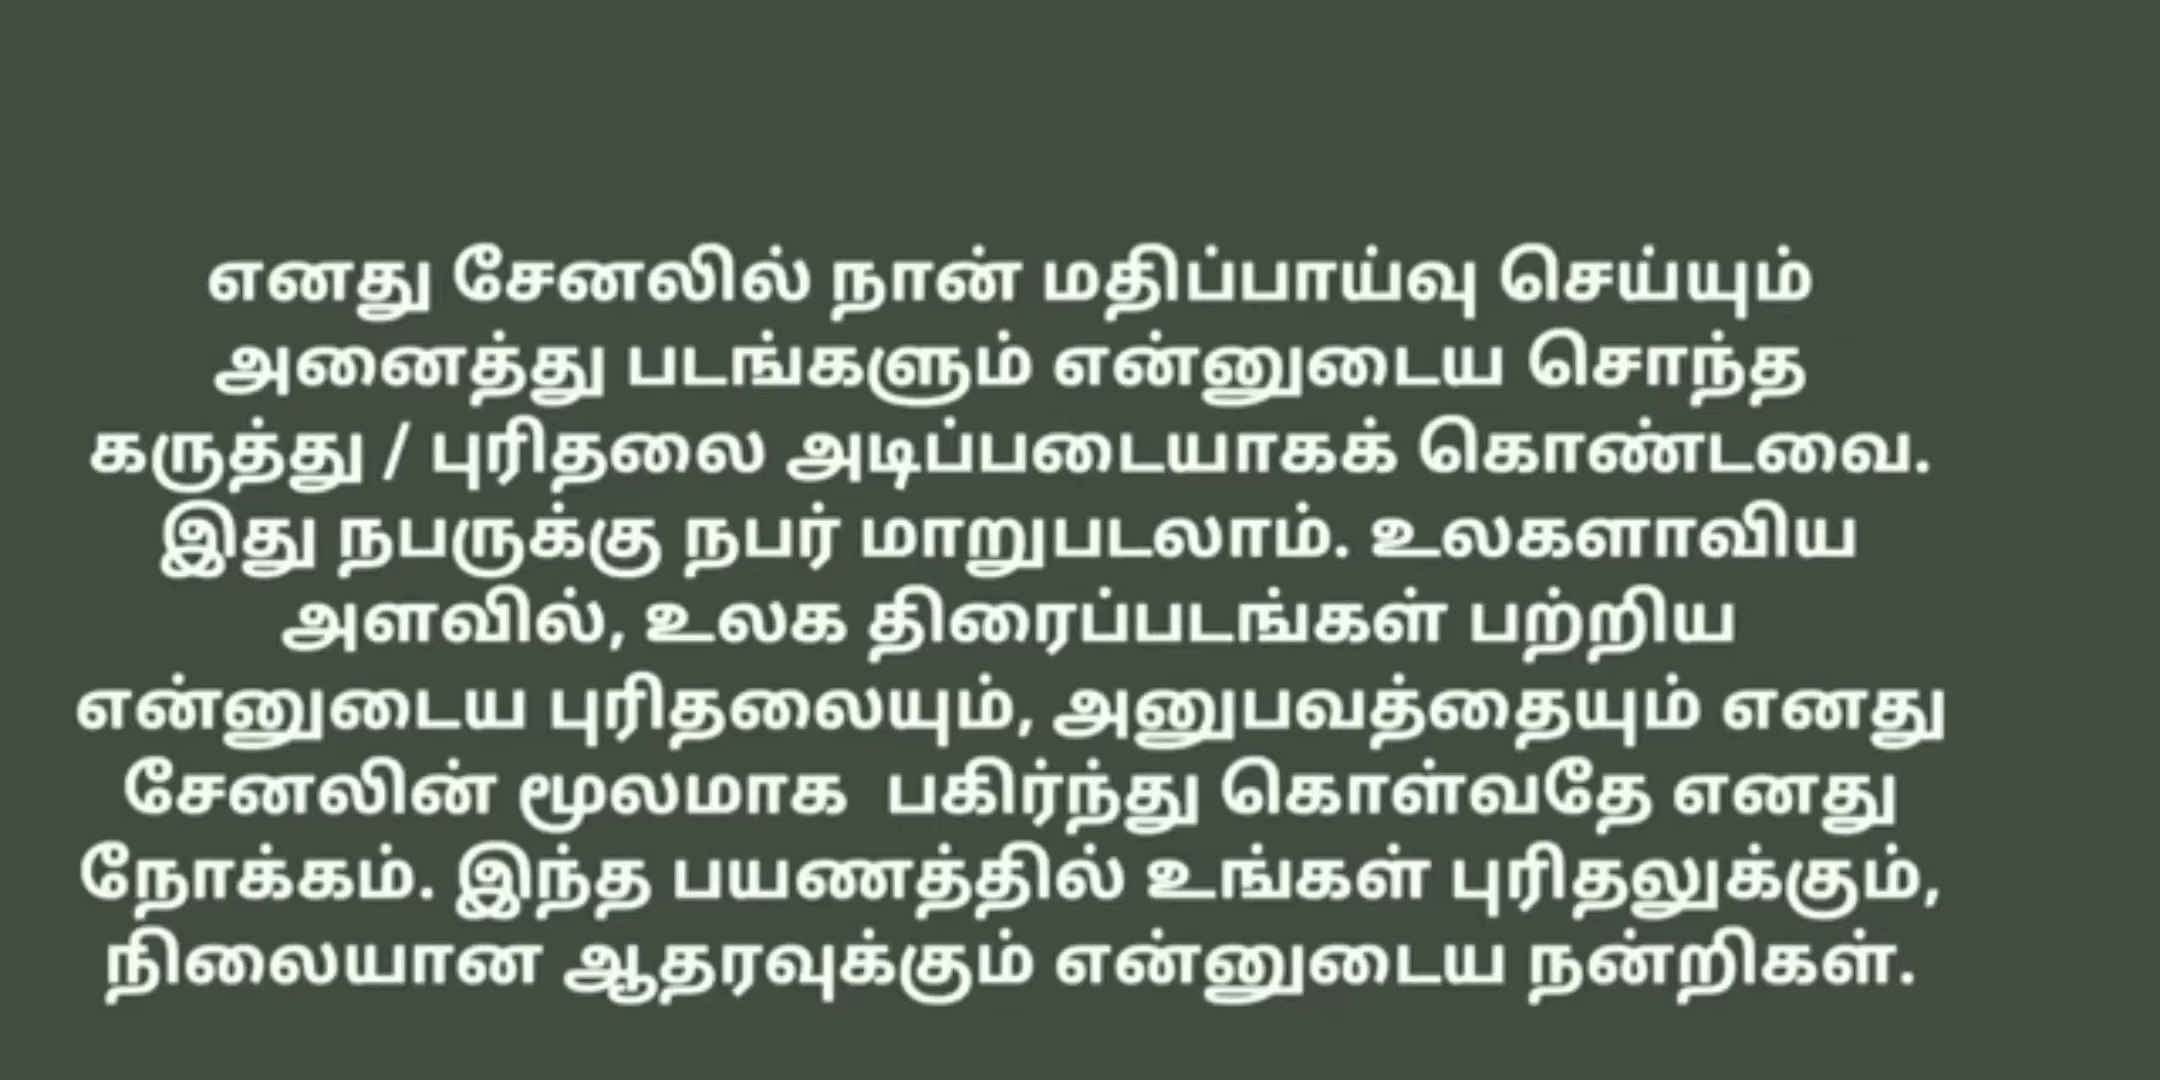 எனது சேனலில் நான் மதிப்பாய்வு செய்யும்
அனைத்து படங்களும் என்னுடைய சொந்த
கருத்து / புரிதலை அடிப்படையாகக் கொண்டவை.
இது நபருக்கு நபர் மாறுபடலாம். உலகளாவிய
அளவில், உலக திரைப்படங்கள் பற்றிய
என்னுடைய புரிதலையும், அனுபவத்தையும் எனது
சேனலின் மூலமாக  பகிர்ந்து கொள்வதே எனது
நோக்கம். இந்த பயணத்தில் உங்கள் புரிதலுக்கும்,
நிலையான ஆதரவுக்கும் என்னுடைய நன்றிகள்.